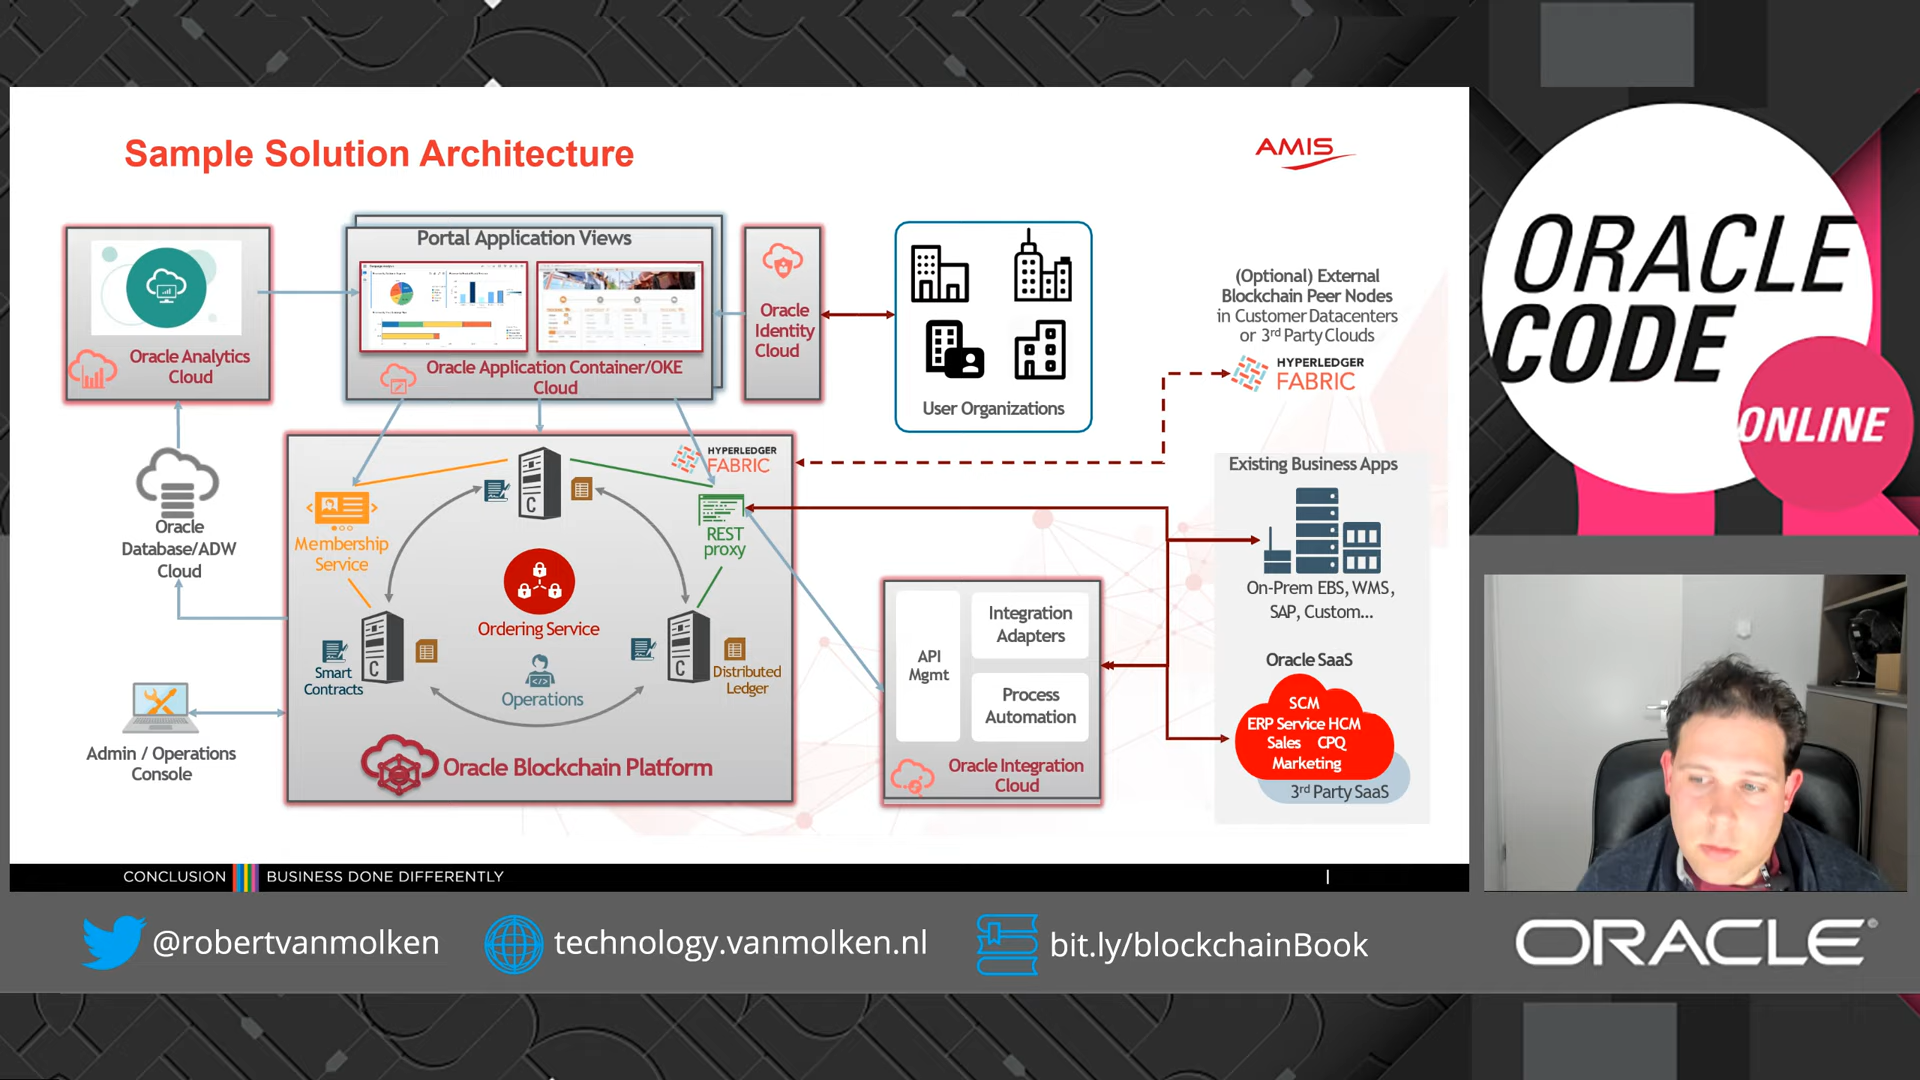 Sample Solution Architecture
AMIS
Oracle Analytics
Cloud
Portal Application Views
Oracle Application Container/OKE
Cloud
Oracle
Identity
Cloud
User Organizations
(Optional) External
Blockchain Peer Nodes
in Customer Datacenters
or 3rd Party Clouds
HYPERLEDGER
FABRIC
Oracle
Database/ADW
Cloud
Admin / Operations
Console
HYPERLEDGER
FABRIC
Membership
Service
C
REST
proxy
Ordering Service
C
C
Smart
Contracts
Operations
Distributed
Ledger
Oracle Blockchain Platform
API
Mgmt
Integration
Adapters
Process
Automation
Oracle Integration
Cloud
Existing Business Apps
On-Prem EBS, WMS,
SAP, Custom...
Oracle SaaS
SCM
ERP Service HCM
Sales CPQ
Marketing
3rd Party SaaS
CONCLUSION BUSINESS DONE DIFFERENTLY
ORACLE
CODE
ONLINE
@robertvanmolken
technology.vanmolken.nl
bit.ly/blockchainBook
ORACLE